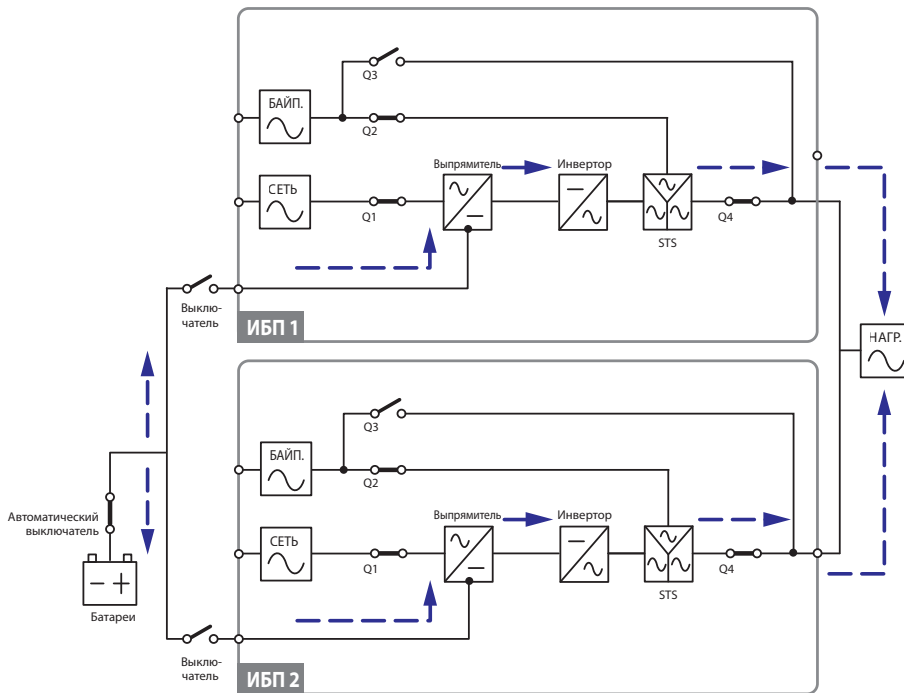 Q3
БАЙП.
Q2
Выпрямитель
Инвертор
СЕТЬ
Q1
Q4
STS
Выклю-
чатель
ИБП 1
НАГР.
Q3
БАЙП.
Q2
Автоматический
выключатель
Выпрямитель
Инвертор
СЕТЬ
Q1
Q4
STS
Батареи
Выклю-
чатель
ИБП 2